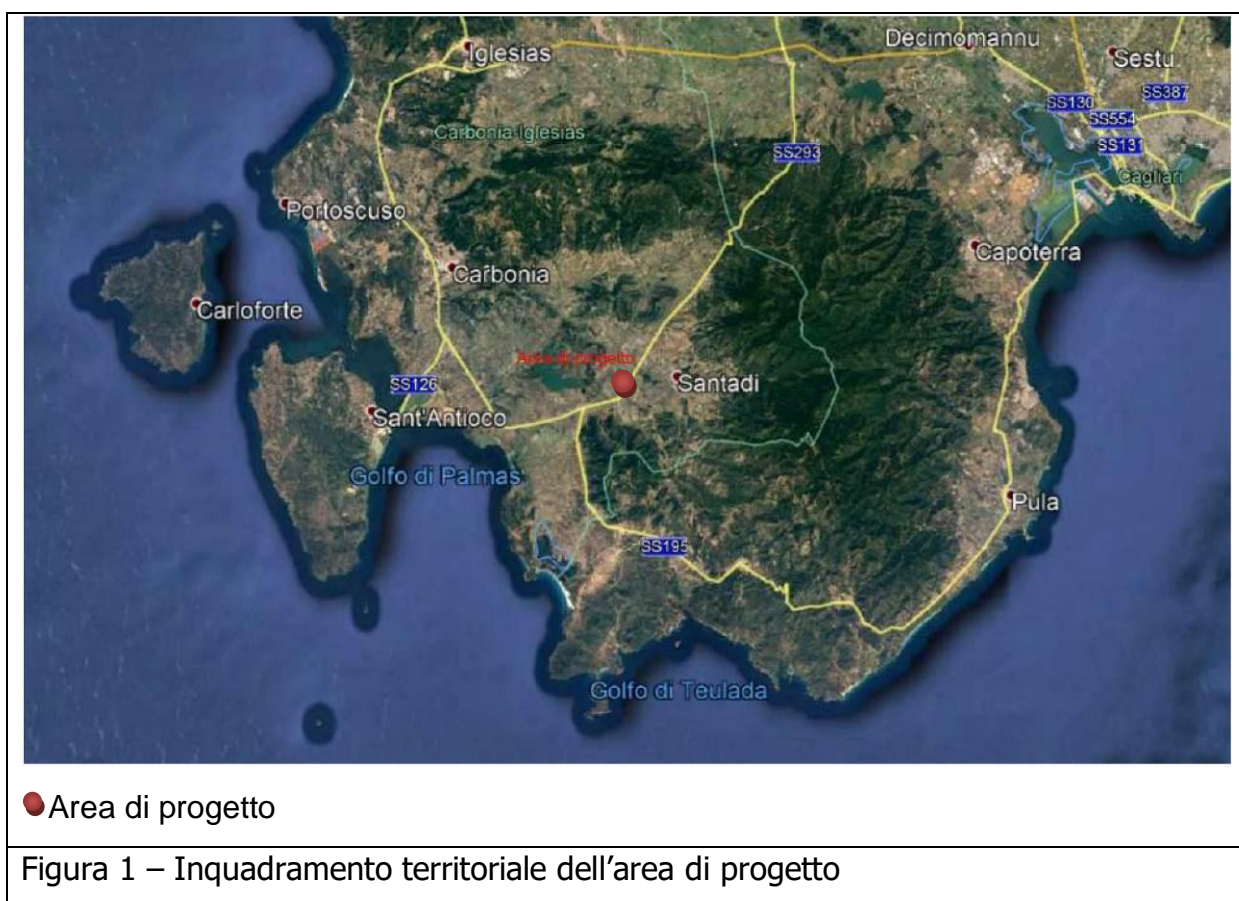 Iglesias
Decimomannu
Sestu
SS387
SS130
SS554
SS131
Carbonia-Iglesias
SS293
Cagliari
Portoscuso
Capoterra
Carbonia
Carloforte
Area di progetto
Santadi
SS126
Sant'Antioco
Golfo di Palmas
Pula
SS195
Golfo di Teulada
Area di progetto
Figura 1 – Inquadramento territoriale dell'area di progetto